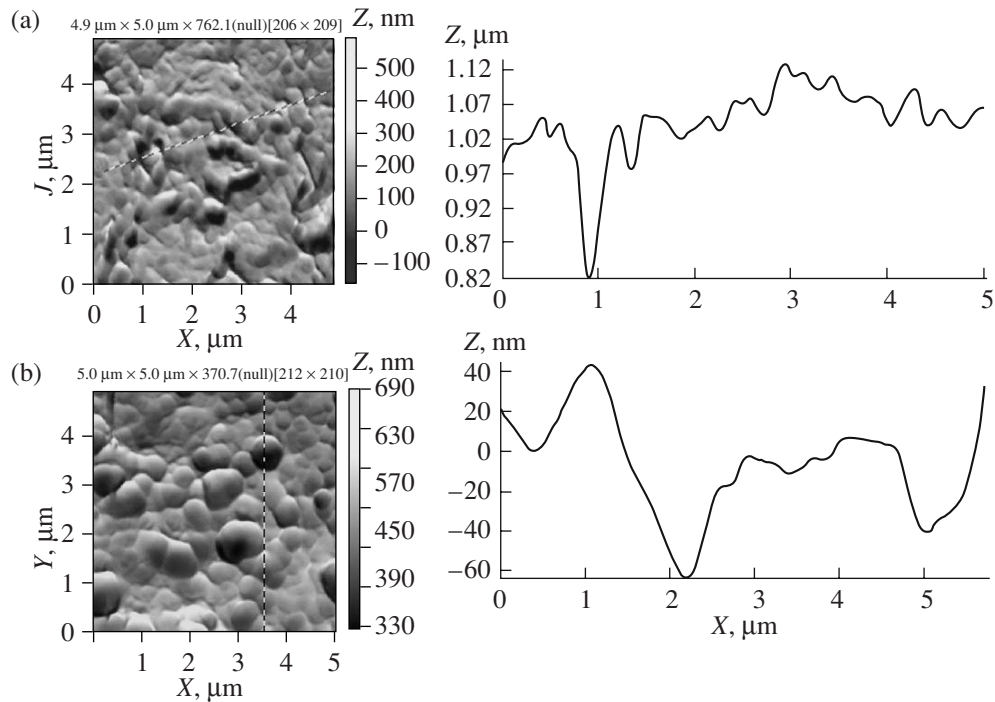 (a)
4.9 µm × 5.0 µm × 762.1(null)[206 × 209]
Z, nm
500
400
300
200
100
0
−100
J, µm
4
3
2
1
0
0 1 2 3 4
X, µm
Z, µm
1.12
1.07
1.02
0.97
0.92
0.87
0.82
0 1 2 3 4 5
(b)
5.0 µm × 5.0 µm × 370.7(null)[212 × 210]
Z, nm
690
630
570
450
390
330
Y, µm
4
3
2
1
0
1 2 3 4 5
X, µm
Z, nm
40
20
0
−20
−40
−60
0 1 2 3 4 5
X, µm